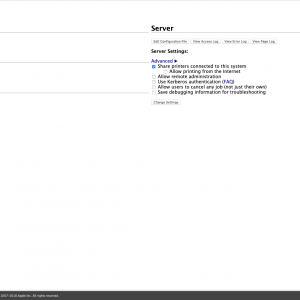 Server
Edit Configuration File View Access Log View Error Log View Page Log
Server Settings:
Advanced ▶
Share printers connected to this system
Allow printing from the Internet
Allow remote administration
Use Kerberos authentication (FAQ)
Allow users to cancel any job (not just their own)
Save debugging information for troubleshooting
Change Settings
2007-2018 Apple Inc. All rights reserved.